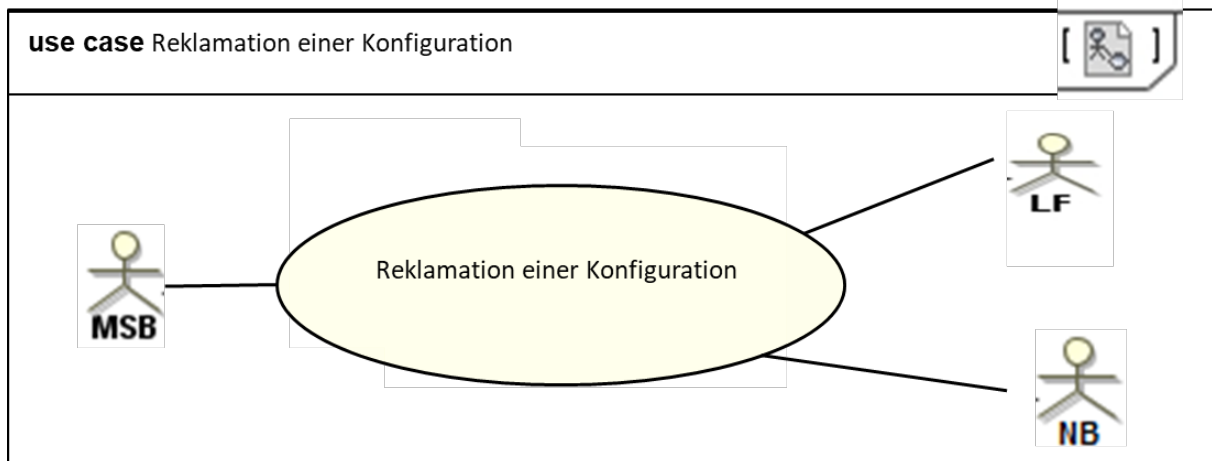 use case Reklamation einer Konfiguration
[ ]
LF
Reklamation einer Konfiguration
MSB
NB